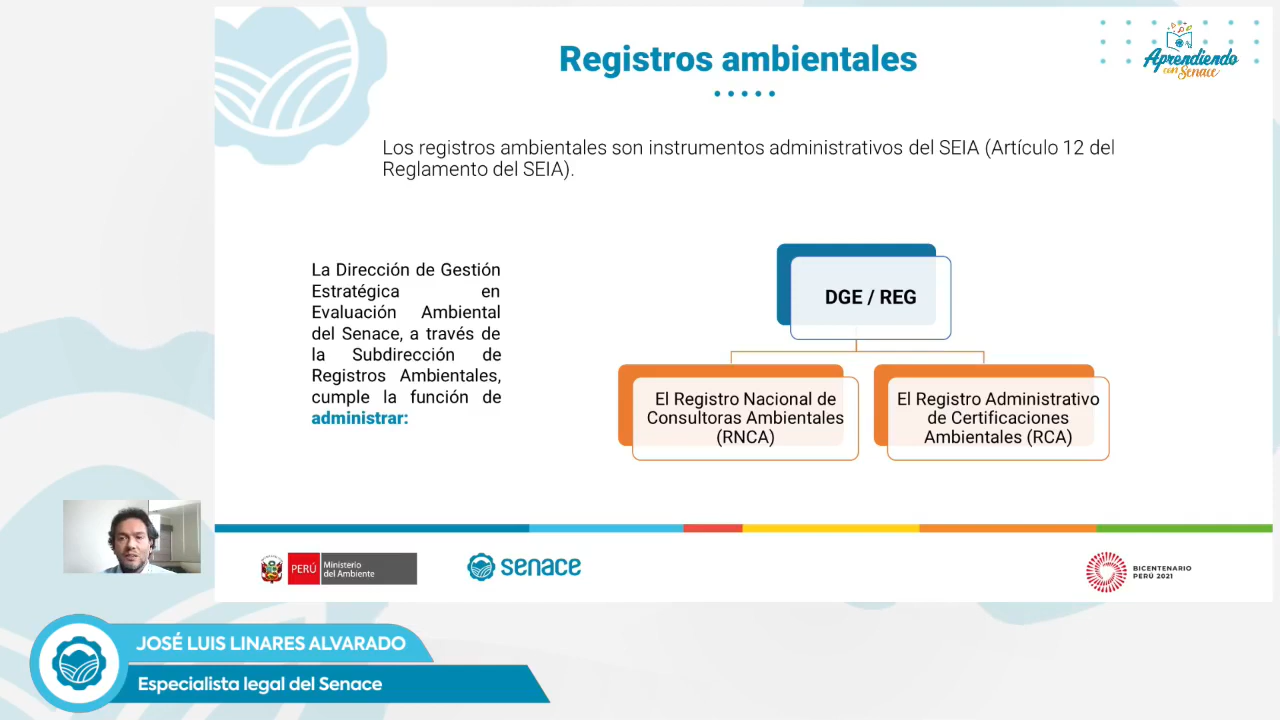 Registros ambientales
Aprendiendo
con Senace
Los registros ambientales son instrumentos administrativos del SEIA (Artículo 12 del
Reglamento del SEIA).
La Dirección de Gestión
Estratégica en
Evaluación Ambiental
del Senace, a través de
la Subdirección de
Registros Ambientales,
cumple la función de
administrar:
DGE / REG
El Registro Nacional de
Consultoras Ambientales
(RNCA)
El Registro Administrativo
de Certificaciones
Ambientales (RCA)
PERÚ
Ministerio
del Ambiente
senace
BICENTENARIO
PERÚ 2021
JOSÉ LUIS LINARES ALVARADO
Especialista legal del Senace